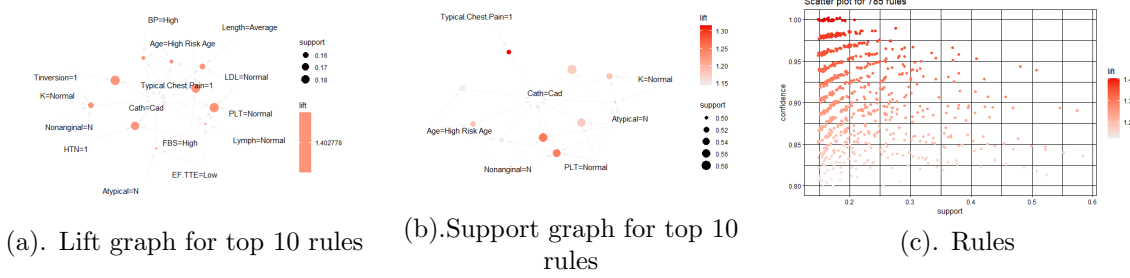 BP=High
Length=Average
Age=High Risk Age
Tinversion=1
LDL=Normal
Typical.Chest.Pain=1
K=Normal
Cath=Cad
PLT=Normal
Nonanginal=N
HTN=1
FBS=High
Lymph=Normal
EF.TTE=Low
Atypical=N
support
0.16
0.17
0.18
lift
1.402778
(a). Lift graph for top 10 rules
Typical.Chest.Pain=1
K=Normal
Cath=Cad
Atypical=N
Age=High Risk Age
Nonanginal=N
PLT=Normal
lift
1.30
1.25
1.20
1.15
support
0.50
0.52
0.54
0.56
0.58
(b).Support graph for top 10
rules
Scatter plot for 785 rules
1.00
0.95
0.90
0.85
0.80
confidence
0.2
0.3
0.4
0.5
0.6
support
lift
(c). Rules